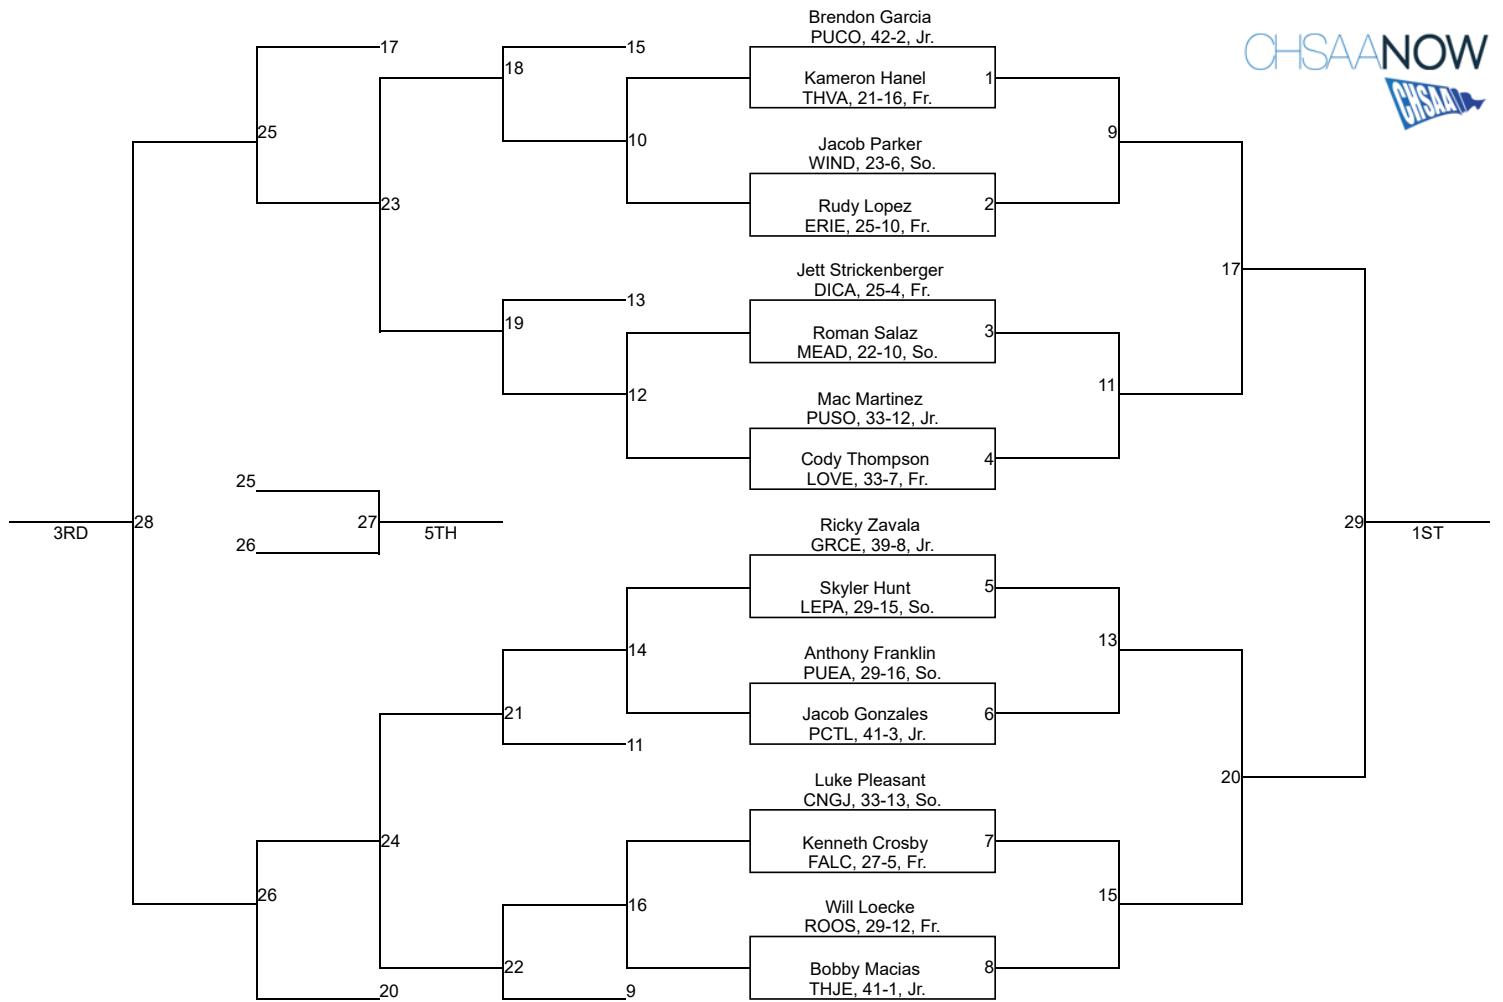 Brendon Garcia
PUCO, 42-2, Jr.
CHSAANOW
CHSAA
17
15
18
Kameron Hanel
1
THVA, 21-16, Fr.
25
10
9
Jacob Parker
WIND, 23-6, So.
23
Rudy Lopez
2
ERIE, 25-10, Fr.
Jett Strickenberger
17
DICA, 25-4, Fr.
13
19
Roman Salaz
3
MEAD, 22-10, So.
12
11
Mac Martinez
PUSO, 33-12, Jr.
Cody Thompson
4
LOVE, 33-7, Fr.
25
28
27
29
3RD
5TH
1ST
26
Ricky Zavala
GRCE, 39-8, Jr.
Skyler Hunt
5
LEPA, 29-15, So.
14
13
Anthony Franklin
PUEA, 29-16, So.
21
Jacob Gonzales
6
PCTL, 41-3, Jr.
11
Luke Pleasant
20
CNGJ, 33-13, So.
24
Kenneth Crosby
7
FALC, 27-5, Fr.
26
16
15
Will Loecke
ROOS, 29-12, Fr.
22
Bobby Macias
8
THJE, 41-1, Jr.
20
9